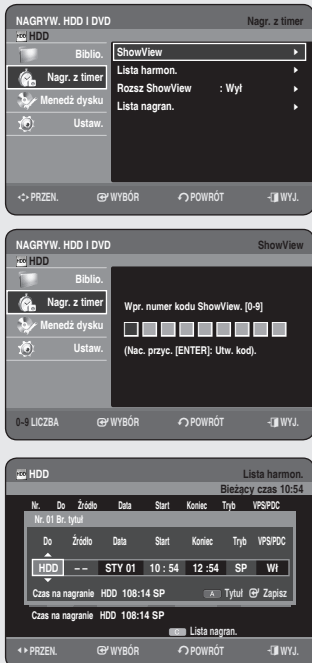 NAGRYW. HDD I DVD Nagr. z timer
HDD
Biblio. ShowView
Nagr. z timer Lista harmon.
Menedż dysku Rozsz ShowView : Wył
Ustaw. Lista nagran.
PRZEN. WYBÓR POWRÓT WYJ.
NAGRYW. HDD I DVD ShowView
HDD
Biblio.
Nagr. z timer Wpr. numer kodu ShowView. [0-9]
Menedż dysku
Ustaw. (Nac. przyc. [ENTER]: Utw. kod).
0~9 LICZBA WYBÓR POWRÓT WYJ.
HDD Lista harmon.
Bieżący czas 10:54
Nr. Do Źródło Data Start Koniec Tryb VPS/PDC
Nr. 01 Br. tytuł
Do Źródło Data Start Koniec Tryb VPS/PDC
HDD – – STY 01 10 : 54 12 :54 SP Wł
Czas na nagranie HDD 108:14 SP A Tytuł Zapisz
Czas na nagranie HDD 108:14 SP
C Lista nagran.
PRZEN. WYBÓR POWRÓT WYJ.